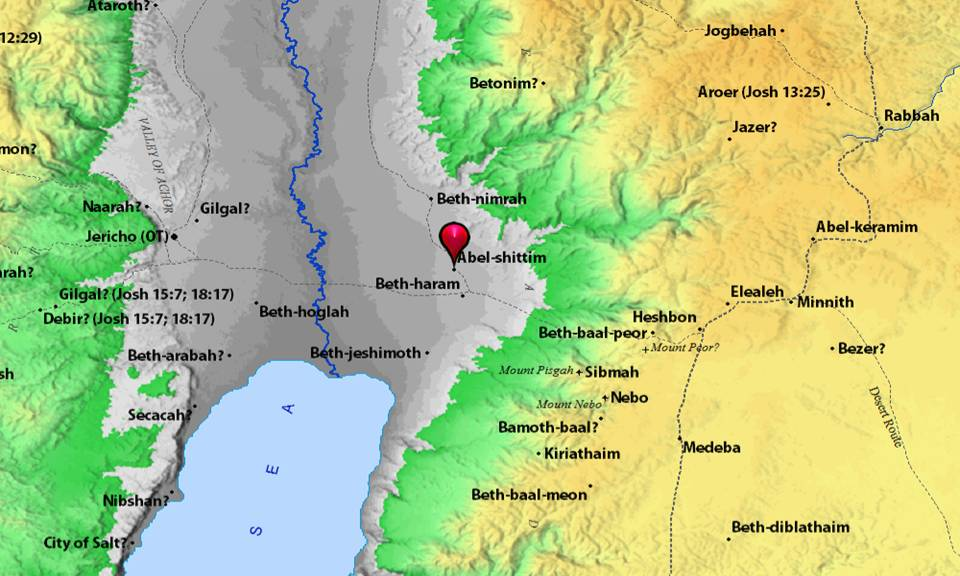 Ataroth?
12:29)
Jogbehah
Betonim?
Aroer (Josh 13:25)
Rabbah
Jazer?
VALLEY OF ACHOR
mon?
Beth-nimrah
Naarah?
Gilgal?
Abel-keramim
Jericho (OT)
Abel-shittim
arah?
Beth-haram
Gilgal? (Josh 15:7; 18:17)
Elealeh
Minnith
Beth-hoglah
Debir? (Josh 15:7; 18:17)
Heshbon
Beth-baal-peor
Mount Peor?
Bezer?
Beth-arabah?
Beth-jeshimoth
Mount Pisgah
Sibmah
sh
Nebo
Mount Nebo
Secacah?
Bamoth-baal?
Desert Route
Medeba
Kiriathaim
Nibshan?
Beth-baal-meon
Beth-diblathaim
City of Salt?
S E A
R
A
D